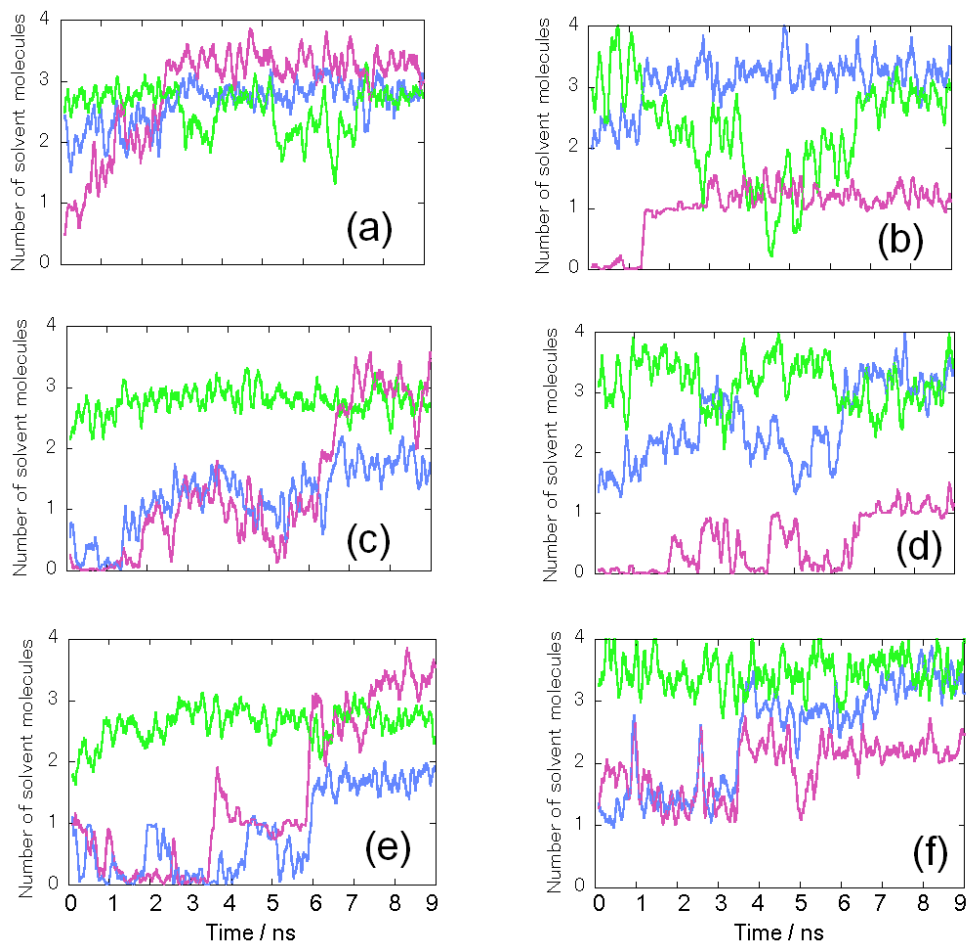 4
3
2
1
0
Number of solvent molecules
(a)
4
3
2
1
0
Number of solvent molecules
(b)
4
3
2
1
0
Number of solvent molecules
(c)
4
3
2
1
0
Number of solvent molecules
(d)
4
3
2
1
0
Number of solvent molecules
(e)
0 1 2 3 4 5 6 7 8 9
Time / ns
4
3
2
1
0
Number of solvent molecules
(f)
0 1 2 3 4 5 6 7 8 9
Time / ns